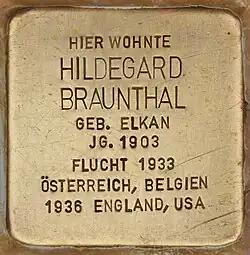 HIER WOHNTE
HILDEGARD
BRAUNTHAL
GEB. ELKAN
JG. 1903
FLUCHT 1933
ÖSTERREICH, BELGIEN
1936 ENGLAND, USA